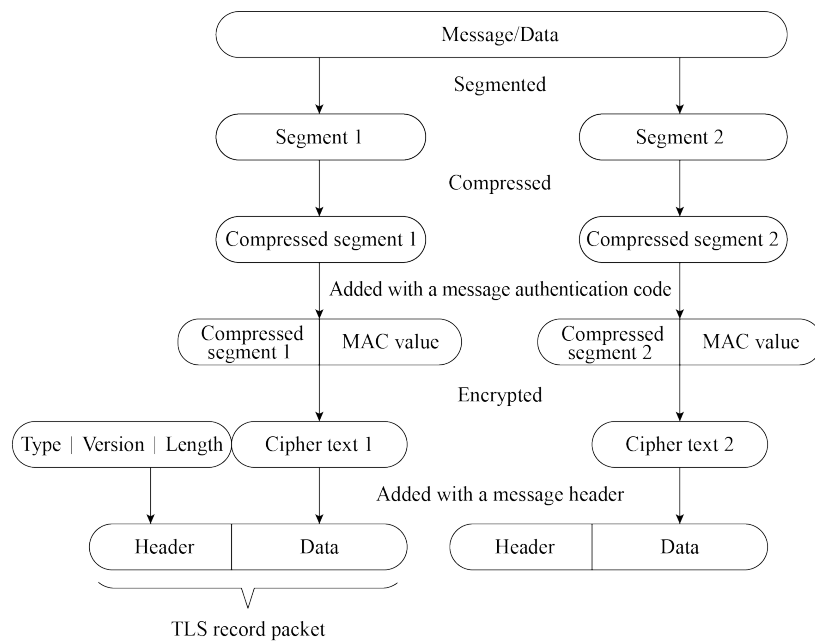 Message/Data
Segmented
Segment 1
Segment 2
Compressed
Compressed segment 1
Compressed segment 2
Added with a message authentication code
Compressed
segment 1
MAC value
Compressed
segment 2
MAC value
Encrypted
Type | Version | Length
Cipher text 1
Cipher text 2
Added with a message header
Header
Data
Header
Data
TLS record packet